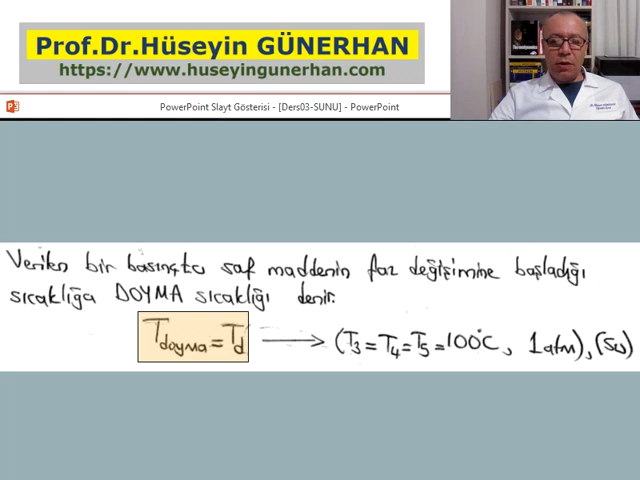 Prof.Dr.Hüseyin GÜNERHAN
https://www.huseyingunerhan.com
PowerPoint Slayt Gösterisi - [Ders03-SUNU] - PowerPoint
Verilen bir basınçta saf maddenin faz değişimine başladığı
sıcaklığa DOYMA sıcaklığı denir.
Tdoyma = Td → (T3 = T4 = T5 = 100°C, 1 atm), (su)